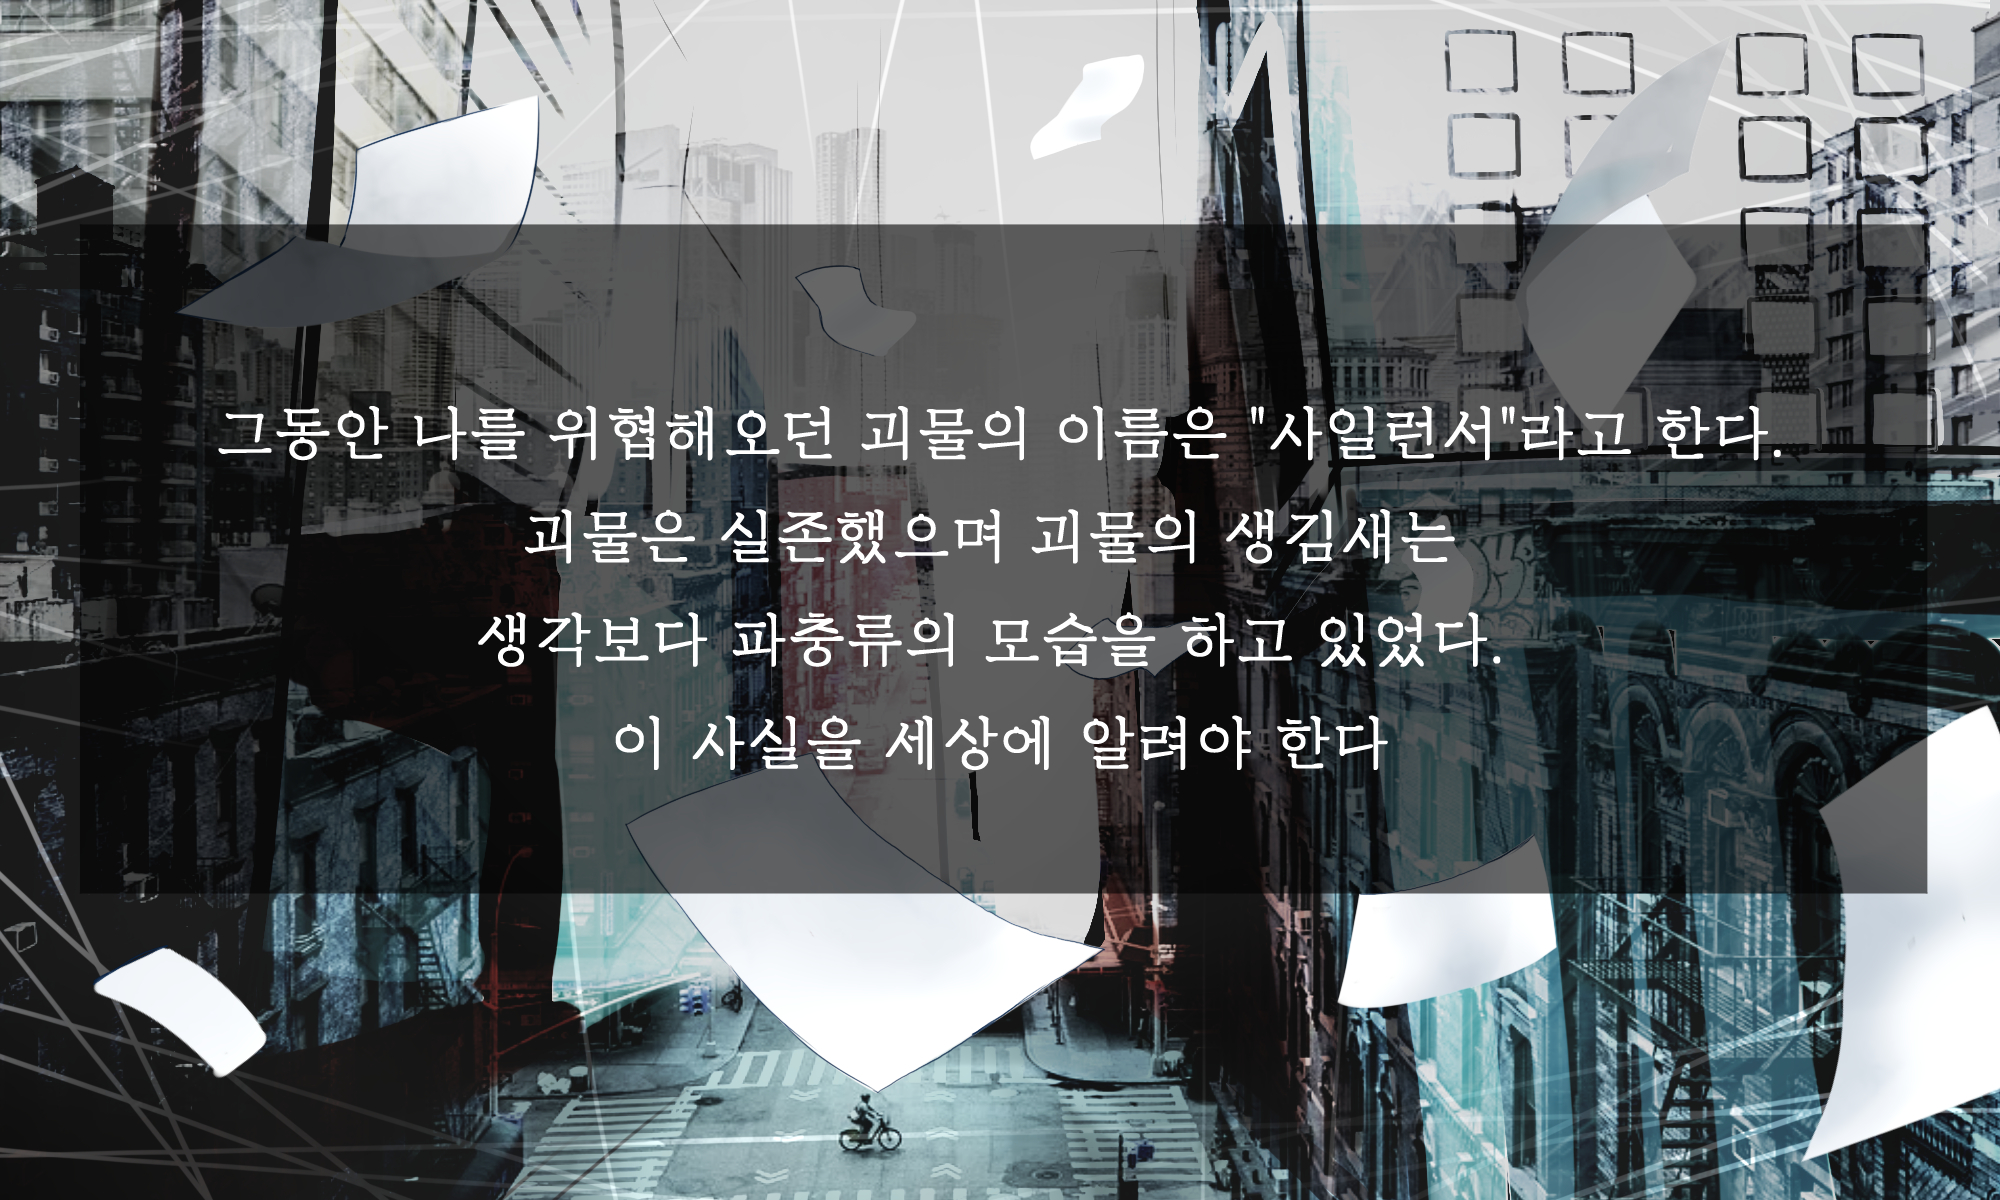 그동안 나를 위협해오던 괴물의 이름은 "사일런서"라고 한다.
괴물은 실존했으며 괴물의 생김새는
생각보다 파충류의 모습을 하고 있었다.
이 사실을 세상에 알려야 한다